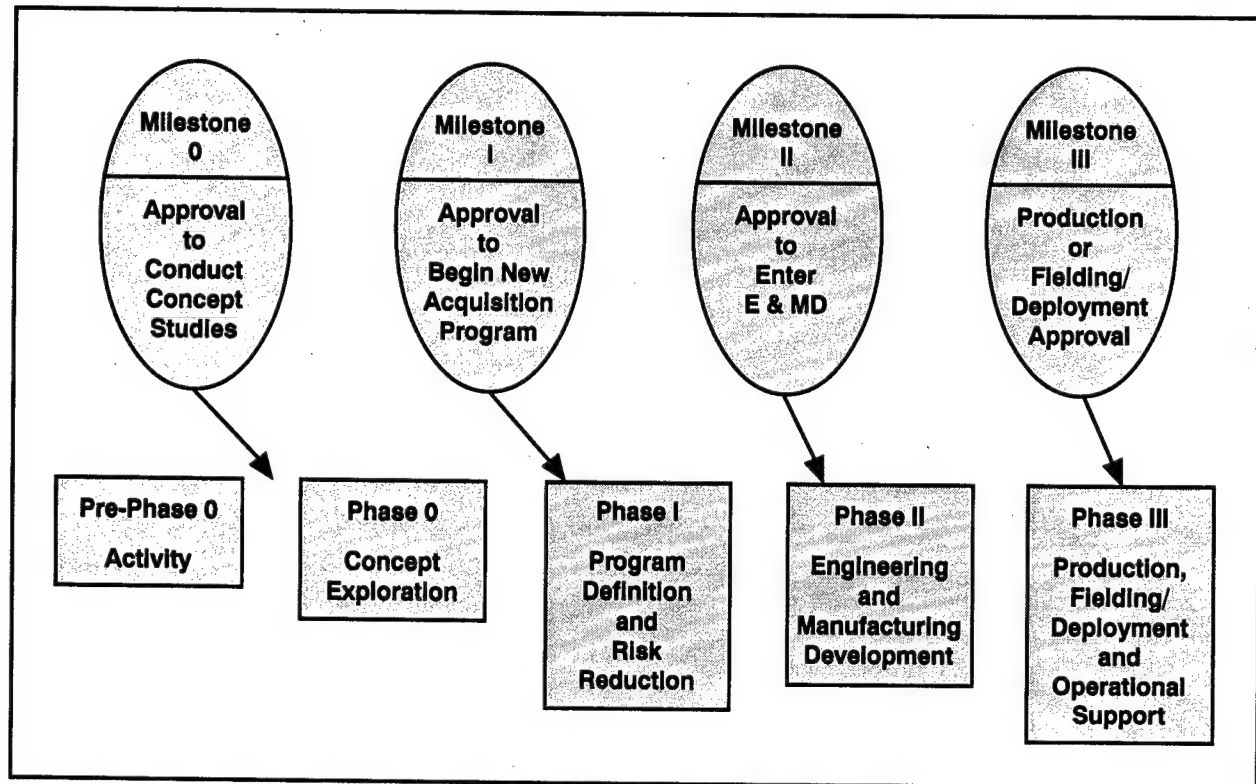 Milestone
0
Approval
to
Conduct
Concept
Studies
Milestone
I
Approval
to
Begin New
Acquisition
Program
Milestone
II
Approval
to
Enter
E & MD
Milestone
III
Production
or
Fielding/
Deployment
Approval
Pre-Phase 0
Activity
Phase 0
Concept
Exploration
Phase I
Program
Definition
and
Risk
Reduction
Phase II
Engineering
and
Manufacturing
Development
Phase III
Production,
Fielding/
Deployment
and
Operational
Support